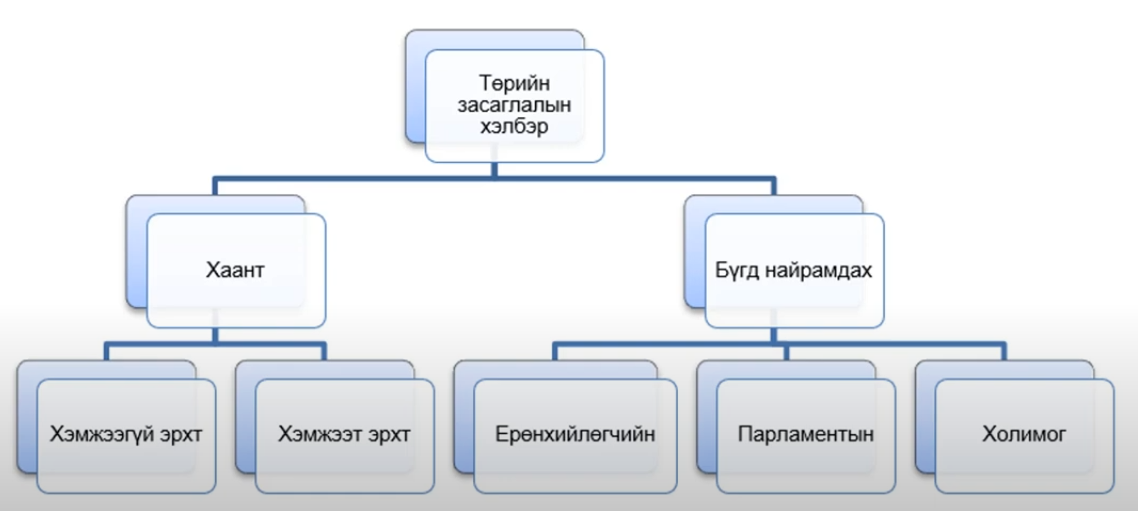 Төрийн
засаглалын
хэлбэр
Хаант
Бүгд найрамдах
Хэмжээгүй эрхт
Хэмжээт эрхт
Ерөнхийлөгчийн
Парламентын
Холимог